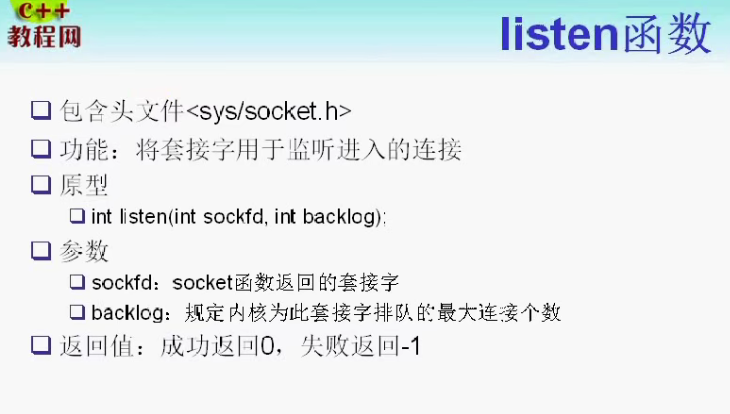 C++
教程网
listen函数
包含头文件<sys/socket.h>
功能：将套接字用于监听进入的连接
原型
int listen(int sockfd, int backlog);
参数
sockfd：socket函数返回的套接字
backlog：规定内核为此套接字排队的最大连接个数
返回值：成功返回0，失败返回-1